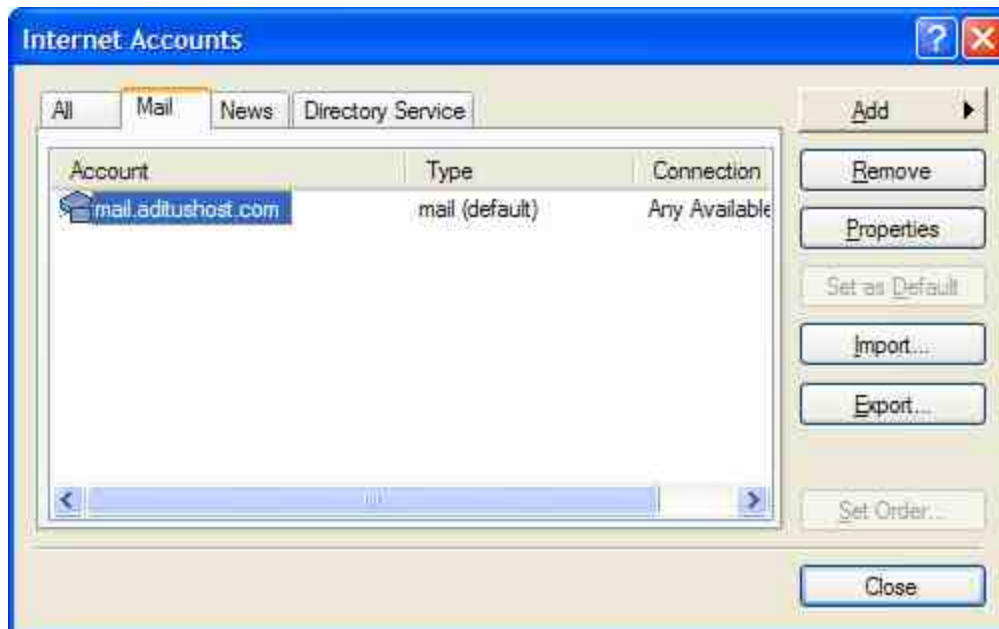 Internet Accounts
All Mail News Directory Service
Add
Account Type Connection
Remove
mail.aditushost.com mail (default) Any Available
Properties
Set as Default
Import...
Export...
Set Order...
Close